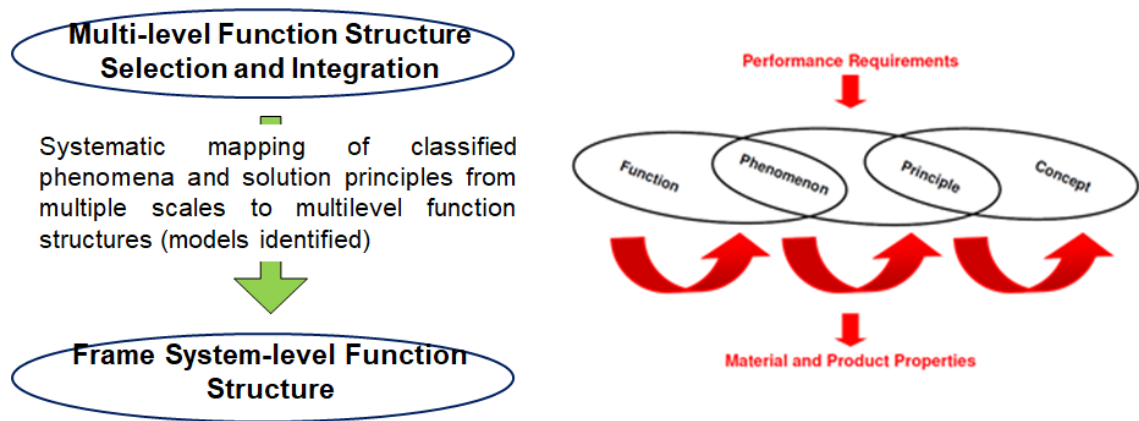 Multi-level Function Structure
Selection and Integration
Systematic mapping of classified
phenomena and solution principles from
multiple scales to multilevel function
structures (models identified)
Frame System-level Function
Structure
Performance Requirements
Function
Phenomenon
Principle
Concept
Material and Product Properties